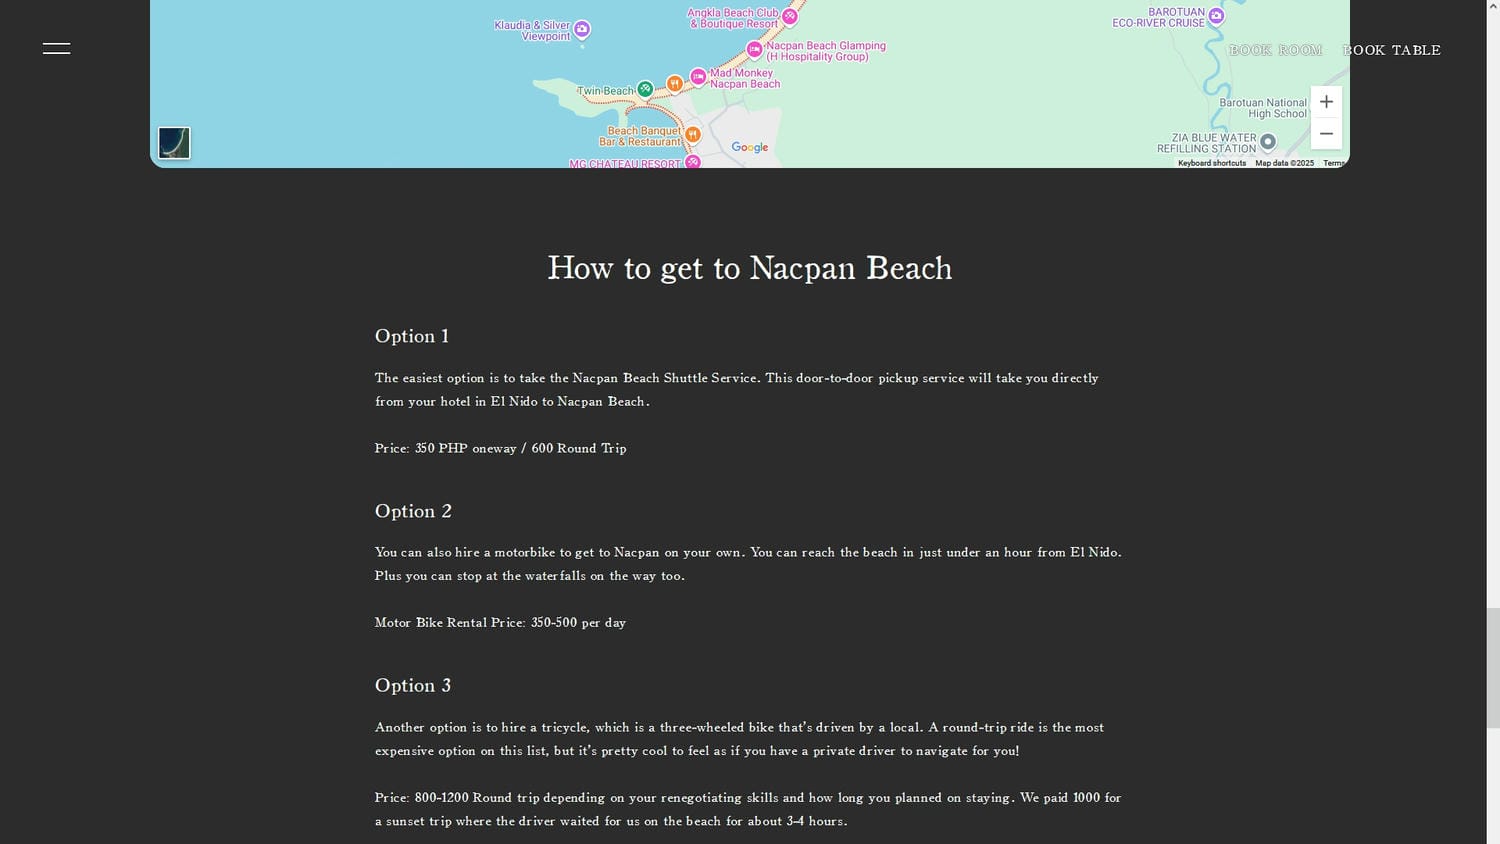 Klaudia & Silver
Viewpoint
Angkla Beach Club
& Boutique Resort
BAROTUAN
ECO-RIVER CRUISE
Nacpan Beach Glamping
(H Hospitality Group)
BOOK ROOM
BOOK TABLE
Mad Monkey
Nacpan Beach
Twin Beach
Barotuan National
High School
Beach Banquet
Bar & Restaurant
Google
ZIA BLUE WATER
REFILLING STATION
MG CHATEAU RESORT
Keyboard shortcuts
Map data ©2025
Terms
How to get to Nacpan Beach
Option 1
The easiest option is to take the Nacpan Beach Shuttle Service. This door-to-door pickup service will take you directly
from your hotel in El Nido to Nacpan Beach.
Price: 350 PHP oneway / 600 Round Trip
Option 2
You can also hire a motorbike to get to Nacpan on your own. You can reach the beach in just under an hour from El Nido.
Plus you can stop at the waterfalls on the way too.
Motor Bike Rental Price: 350-500 per day
Option 3
Another option is to hire a tricycle, which is a three-wheeled bike that's driven by a local. A round-trip ride is the most
expensive option on this list, but it's pretty cool to feel as if you have a private driver to navigate for you!
Price: 800-1200 Round trip depending on your renegotiating skills and how long you planned on staying. We paid 1000 for
a sunset trip where the driver waited for us on the beach for about 3-4 hours.